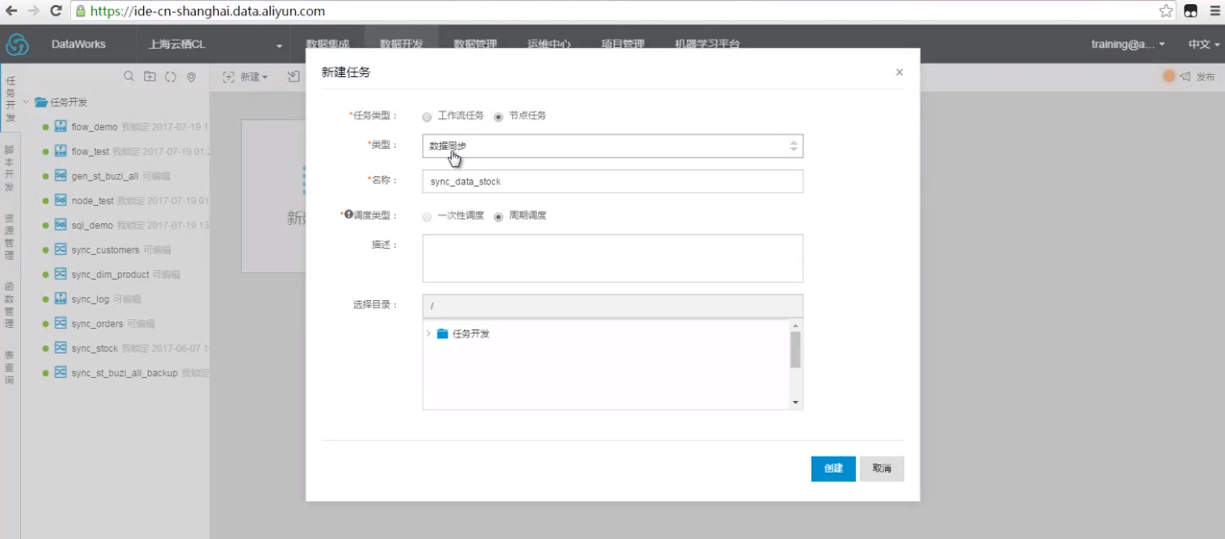 https://ide-cn-shanghai.data.aliyun.com
DataWorks
上海云栖CL
数据集成
数据开发
数据管理
运维中心
项目管理
机器学习平台
training@a...
中文
新建
发布
任务开发
脚本开发
资源管理
函数管理
表查询
任务开发
flow_demo 我锁定 2017-07-19 1
flow_test 我锁定 2017-07-19 01:2
gen_st_buzi_all 可编辑
node_test 我锁定 2017-07-19 01
sql_demo 我锁定 2017-07-19 13
sync_customers 可编辑
sync_dim_product 可编辑
sync_log 可编辑
sync_orders 可编辑
sync_stock 我锁定 2017-06-07 1
sync_st_buzi_all_backup 我锁定
新建任务
*任务类型： 工作流任务 节点任务
*类型： 数据同步
*名称： sync_data_stock
*调度类型： 一次性调度 周期调度
描述：
选择目录： /
任务开发
创建 取消